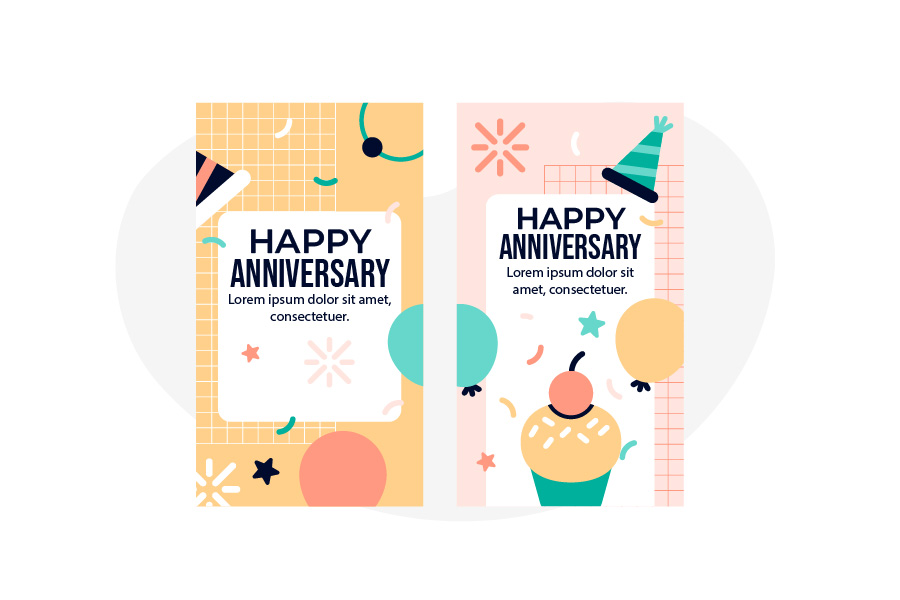 HAPPY
ANNIVERSARY
Lorem ipsum dolor sit amet,
consectetuer.
HAPPY
ANNIVERSARY
Lorem ipsum dolor sit
amet, consectetuer.